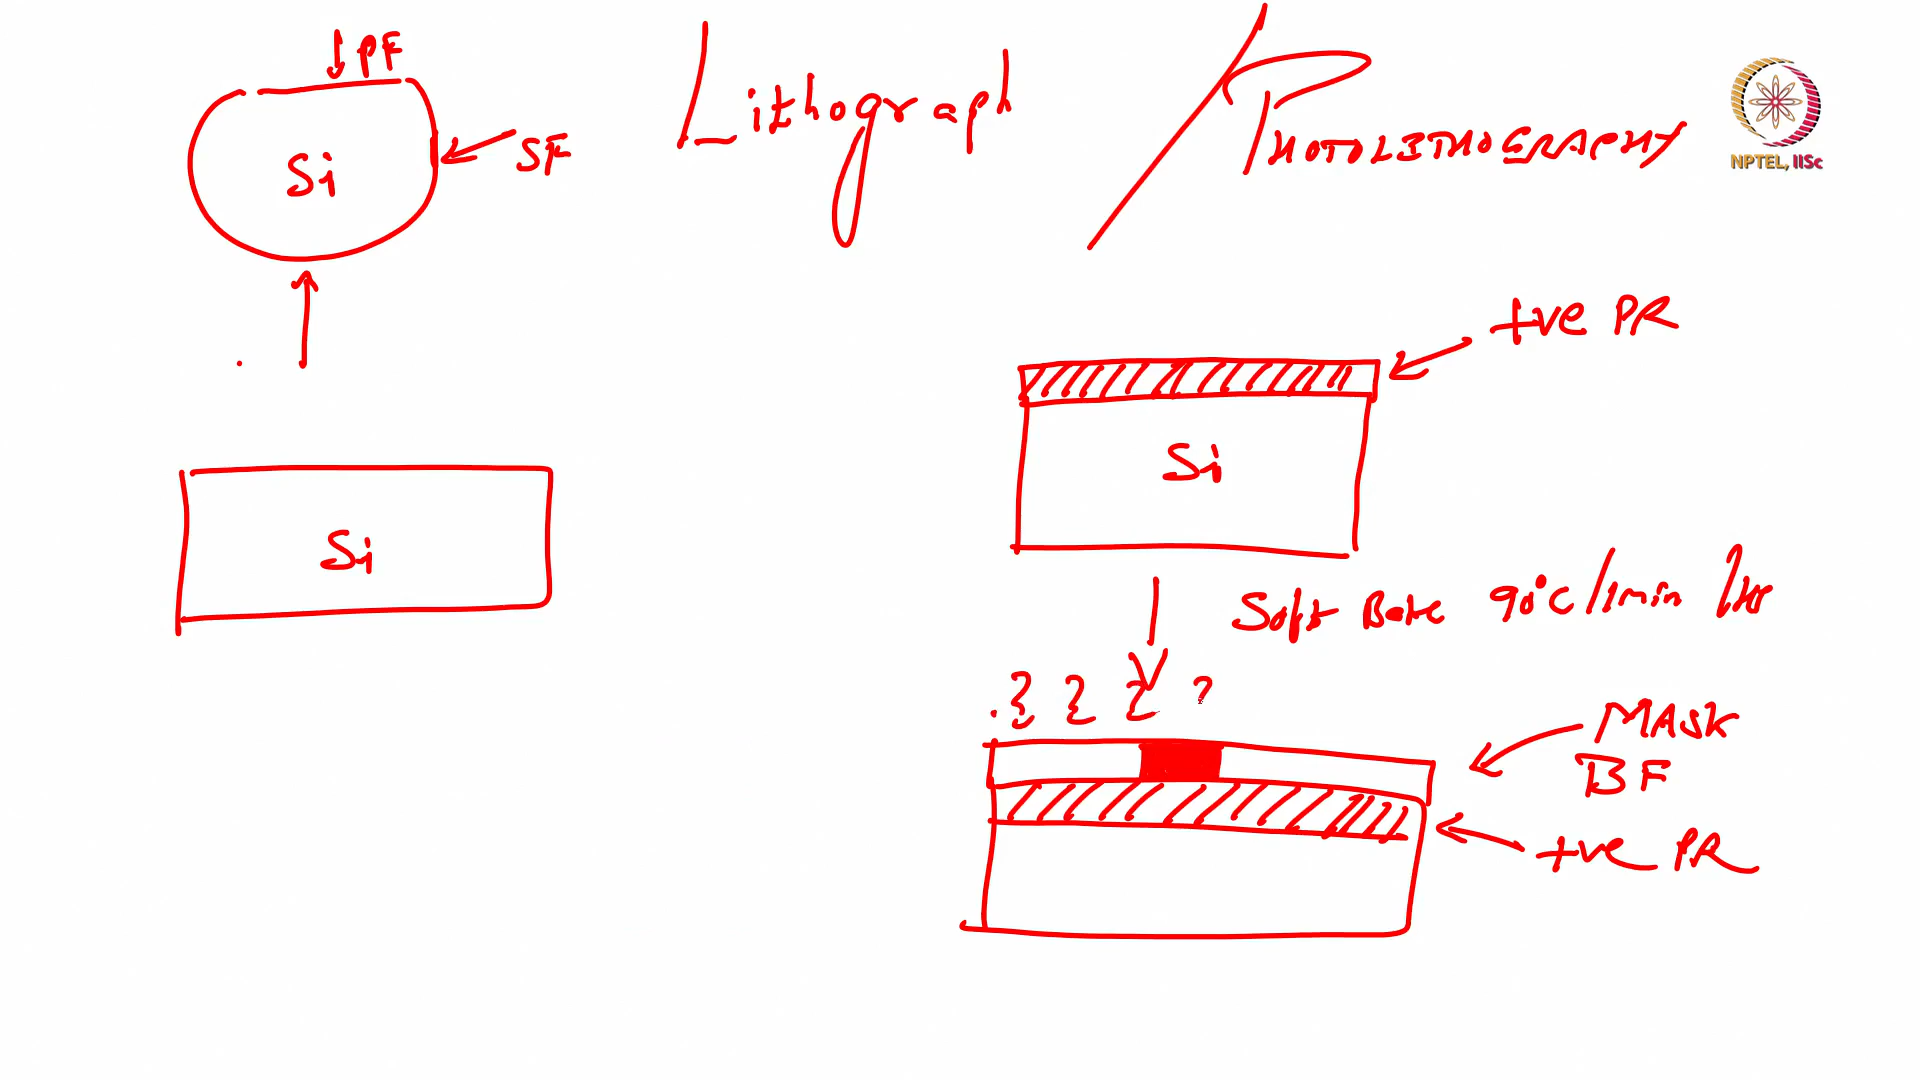 PF
Si
SF
Lithograph
PHOTOLITHOGRAPHY
NPTEL, IISc
+ve PR
Si
Si
Soft Bake 90°C/1min
MASK
BF
+ve PR